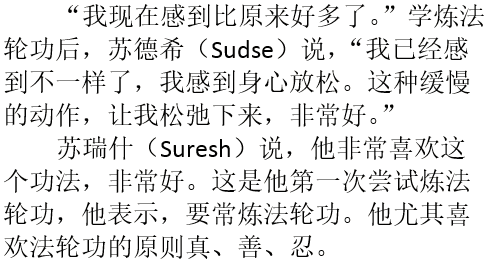 “我现在感到比原来好多了。”学炼法
轮功后，苏德希（Sudse）说，“我已经感
到不一样了，我感到身心放松。这种缓慢
的动作，让我松弛下来，非常好。”
苏瑞什（Suresh）说，他非常喜欢这
个功法，非常好。这是他第一次尝试炼法
轮功，他表示，要常炼法轮功。他尤其喜
欢法轮功的原则真、善、忍。